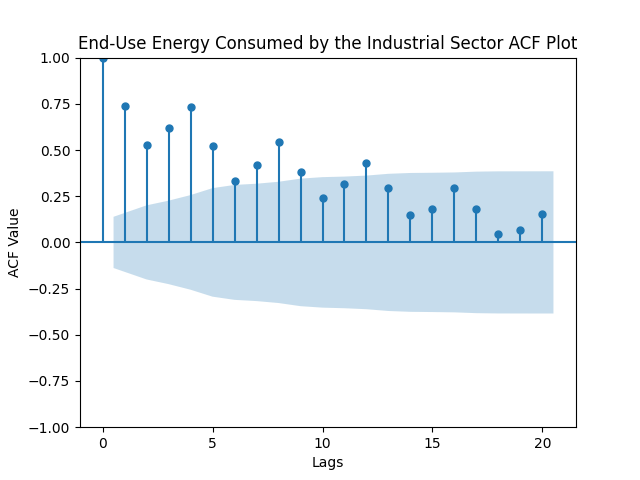 End-Use Energy Consumed by the Industrial Sector ACF Plot
1.00
0.75
0.50
0.25
0.00
−0.25
−0.50
−0.75
−1.00
ACF Value
0 5 10 15 20
Lags